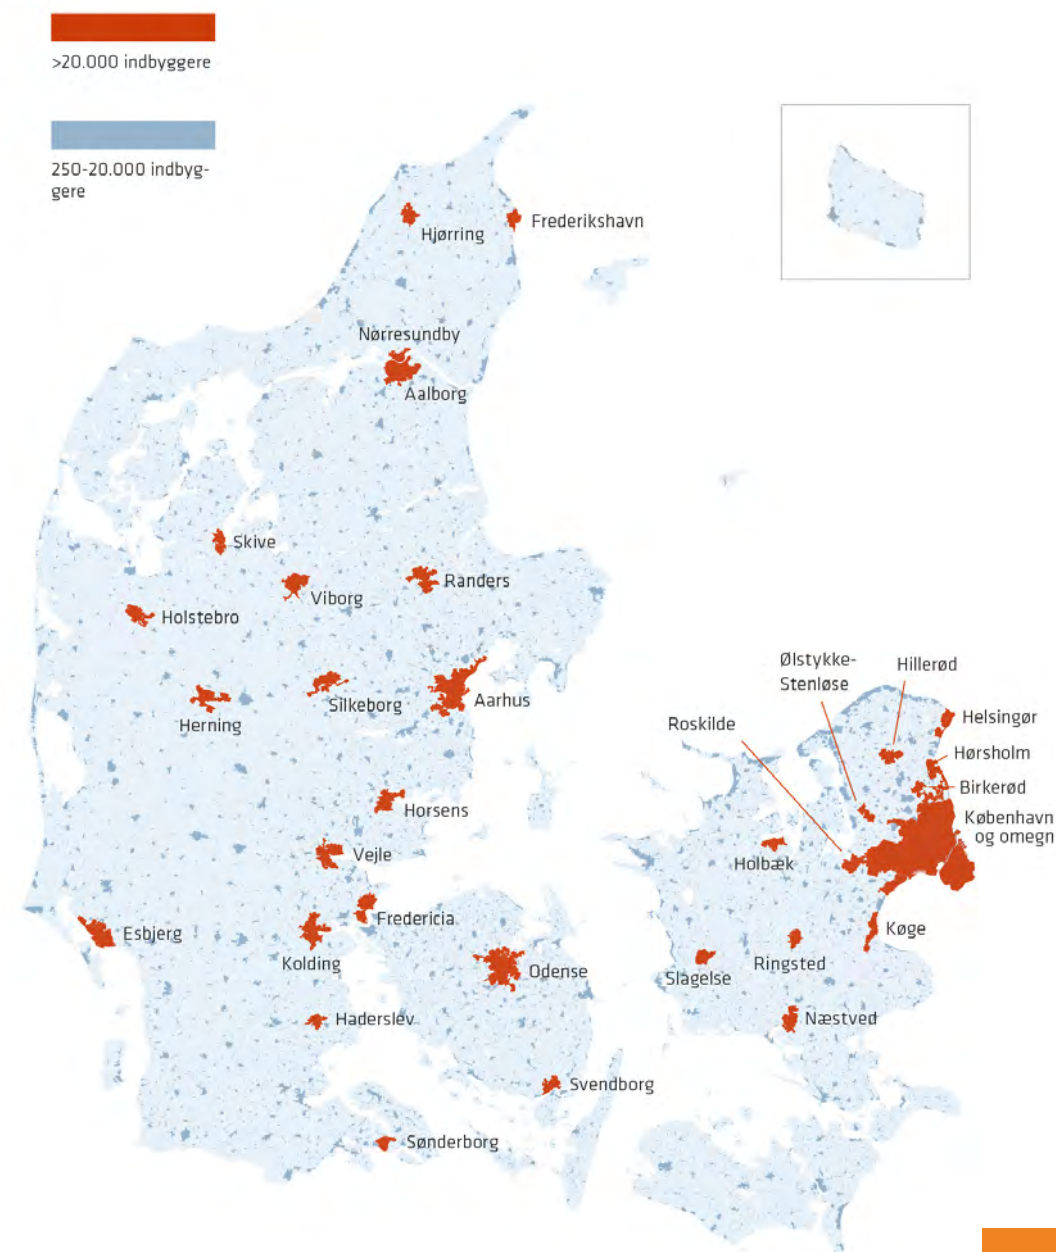 >20.000 indbyggere
250-20.000 indbyg-
gere
Hjørring
Frederikshavn
Nørresundby
Aalborg
Skive
Viborg
Randers
Holstebro
Herning
Silkeborg
Aarhus
Ølstykke-
Stenløse
Hillerød
Roskilde
Helsingør
Hørsholm
Birkerød
København
og omegn
Horsens
Vejle
Holbæk
Fredericia
Esbjerg
Kolding
Odense
Køge
Ringsted
Slagelse
Haderslev
Næstved
Svendborg
Sønderborg